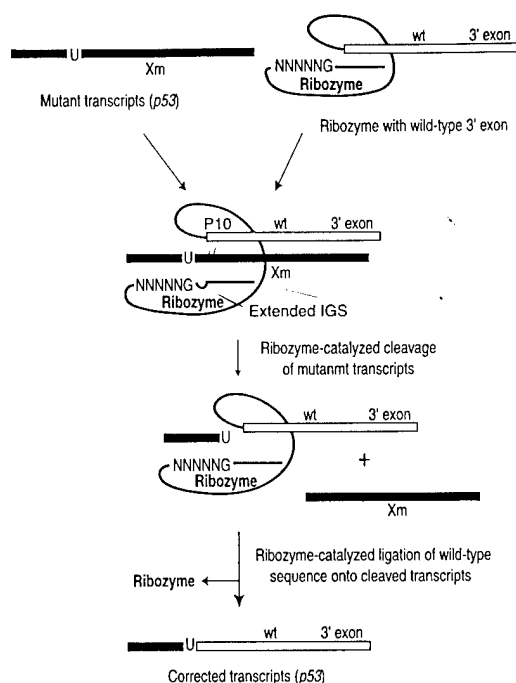 wt
3' exon
U
Xm
NNNNNG
Ribozyme
Mutant transcripts (p53)
Ribozyme with wild-type 3' exon
P10
wt
3' exon
U
Xm
NNNNNG
Ribozyme
Extended IGS
Ribozyme-catalyzed cleavage
of mutanmt transcripts
wt
3' exon
U
NNNNNG
Ribozyme
+
Xm
Ribozyme-catalyzed ligation of wild-type
sequence onto cleaved transcripts
Ribozyme
wt
3' exon
U
Corrected transcripts (p53)